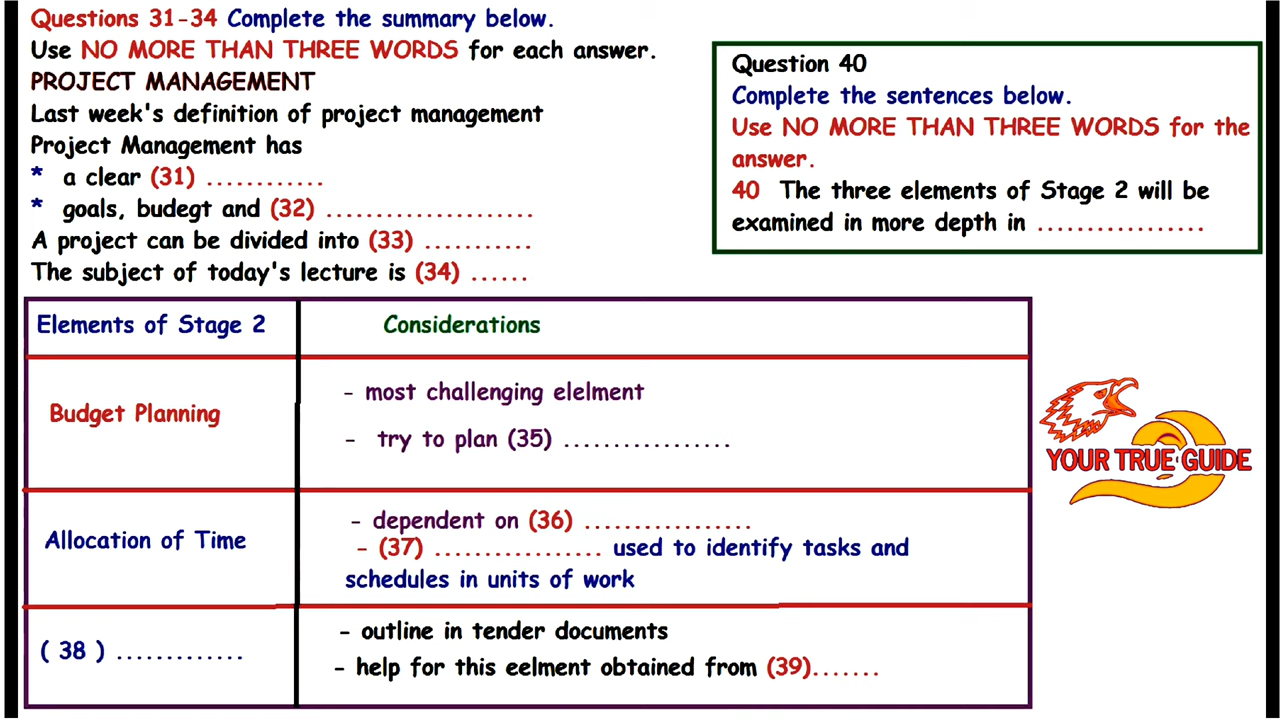 Questions 31-34 Complete the summary below.
Use NO MORE THAN THREE WORDS for each answer.
PROJECT MANAGEMENT
Last week's definition of project management
Project Management has
* a clear (31) ............
* goals, budegt and (32) .....................
A project can be divided into (33) ...........
The subject of today's lecture is (34) ......
Question 40
Complete the sentences below.
Use NO MORE THAN THREE WORDS for the
answer.
40 The three elements of Stage 2 will be
examined in more depth in .................
Elements of Stage 2
Considerations
Budget Planning
- most challenging elelment
- try to plan (35) .................
Allocation of Time
- dependent on (36) .................
- (37) ................. used to identify tasks and
schedules in units of work
( 38 ) .............
- outline in tender documents
- help for this eelment obtained from (39).......
YOUR TRUE GUIDE